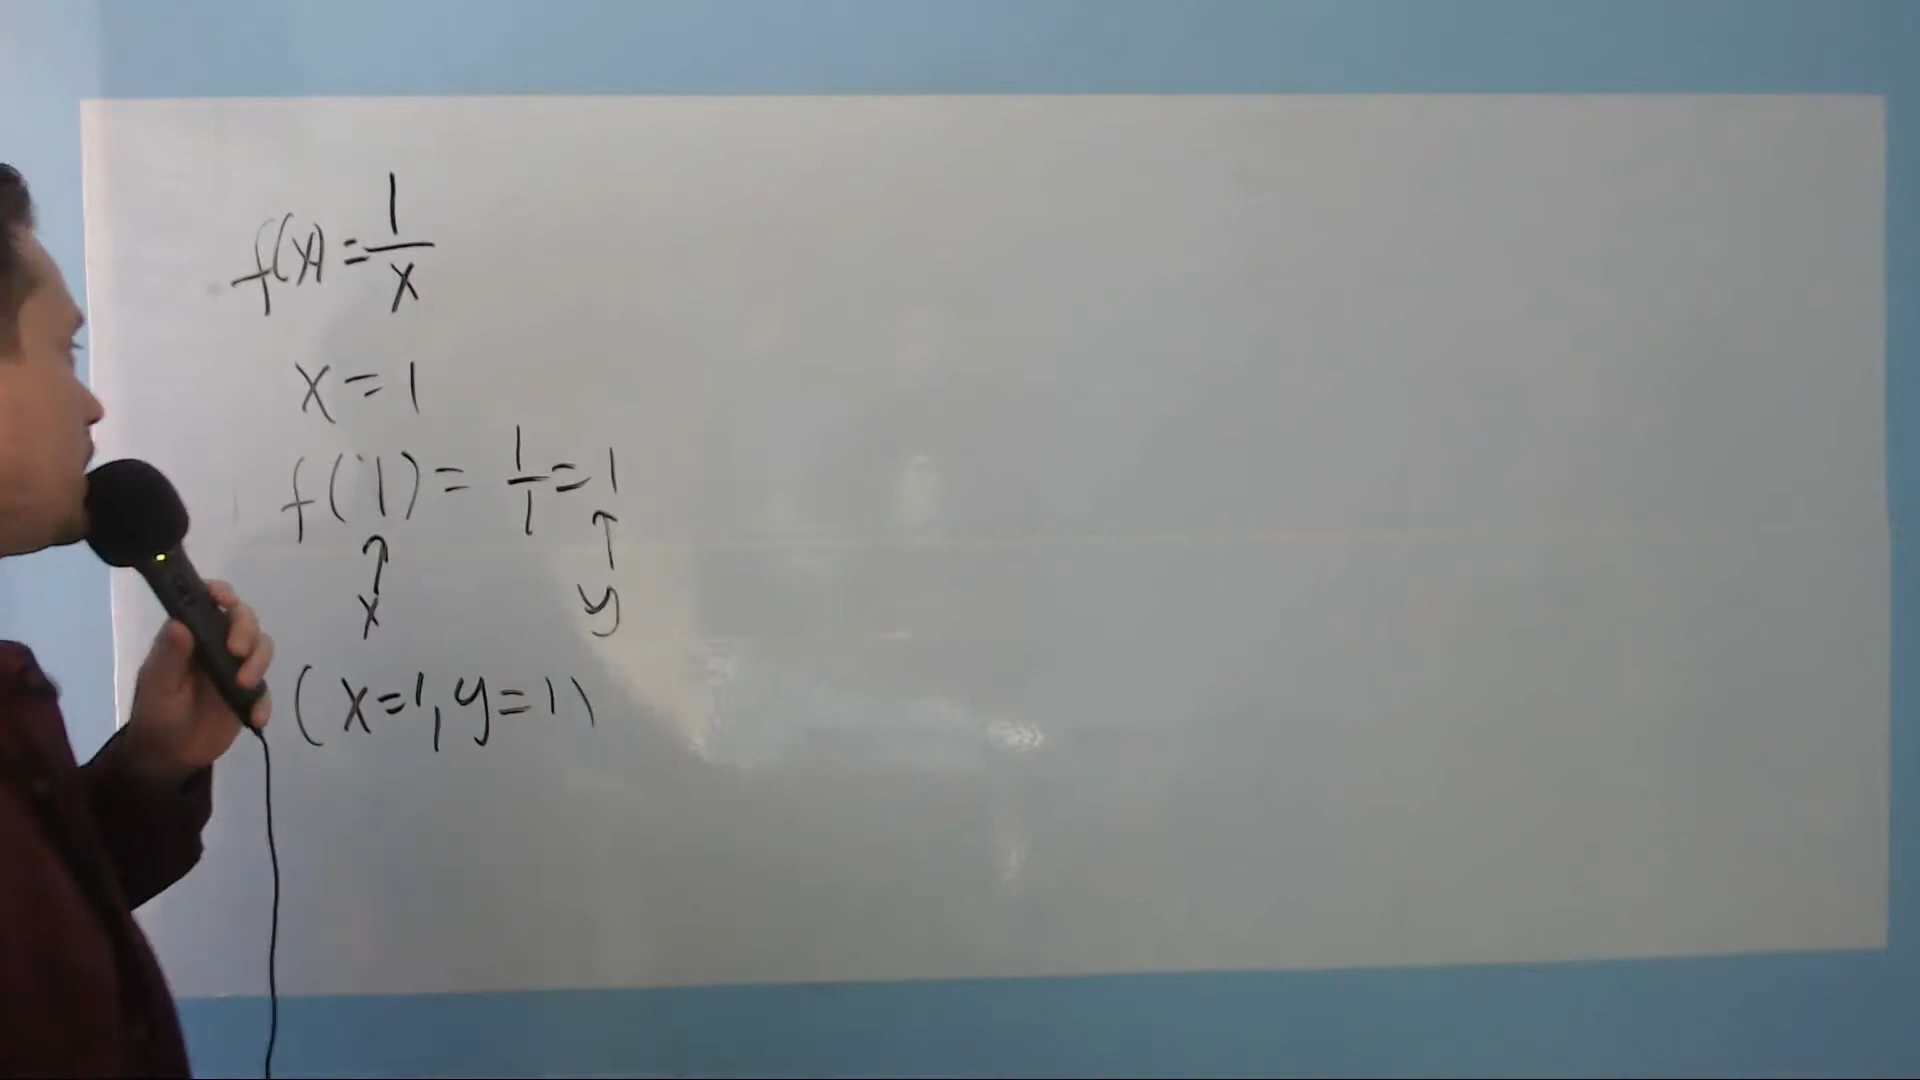 f(x) = 1/x
x = 1
f(1) = 1/1 = 1
↑ ↑
x y
(x=1, y=1)